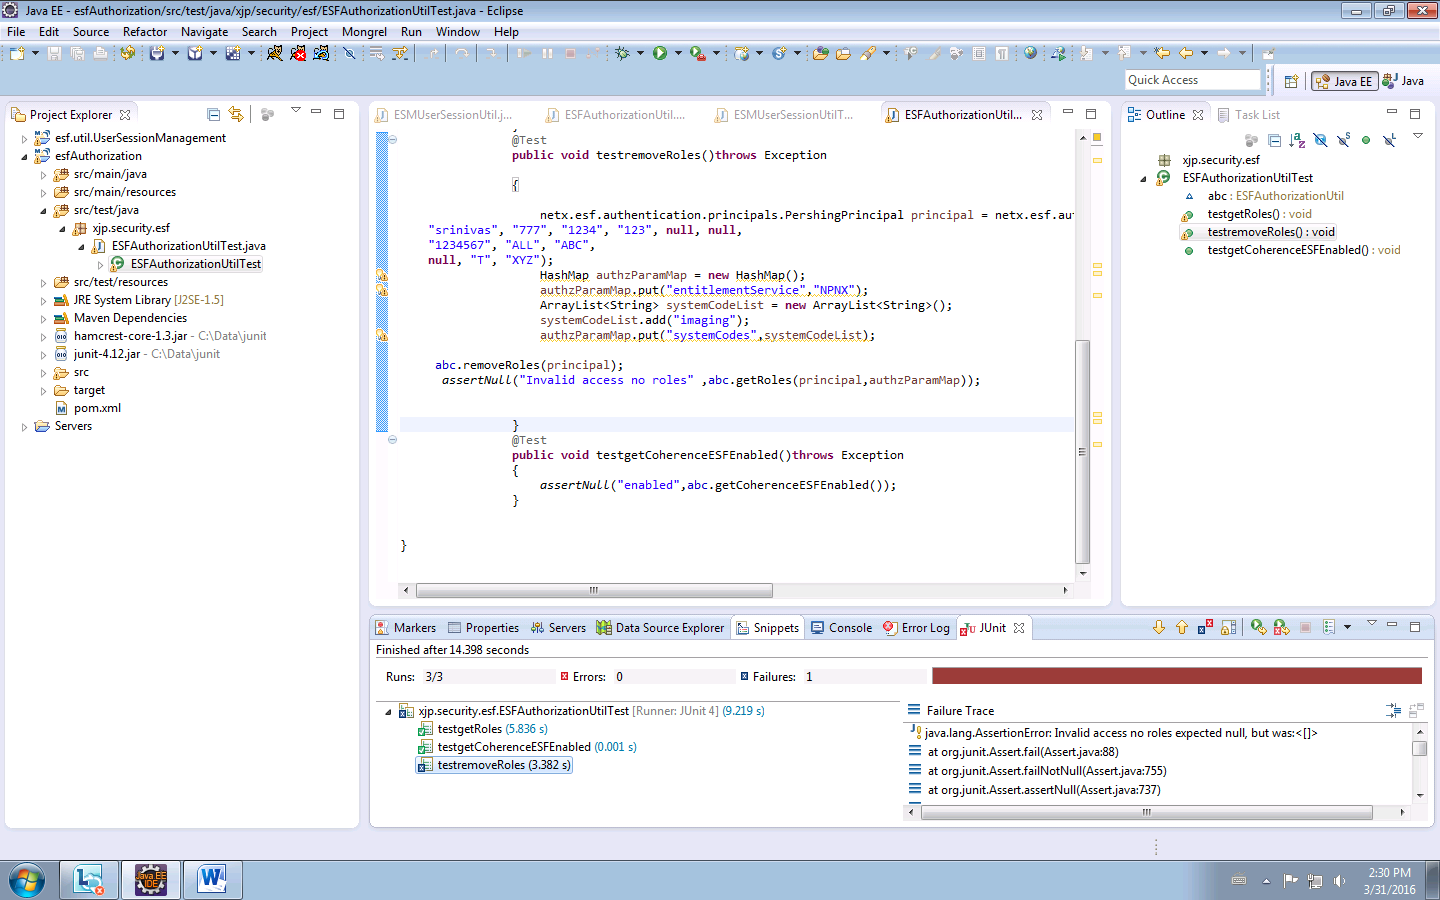 Java EE - esfAuthorization/src/test/java/xjp/security/esf/ESFAuthorizationUtilTest.java - Eclipse
File Edit Source Refactor Navigate Search Project Mongrel Run Window Help
Quick Access
Java EE
Java
Project Explorer
esf.util.UserSessionManagement
esfAuthorization
src/main/java
src/main/resources
src/test/java
xjp.security.esf
ESFAuthorizationUtilTest.java
ESFAuthorizationUtilTest
src/test/resources
JRE System Library [J2SE-1.5]
Maven Dependencies
hamcrest-core-1.3.jar - C:\Data\junit
junit-4.12.jar - C:\Data\junit
src
target
pom.xml
Servers
ESMUserSessionUtil.j...
ESFAuthorizationUtil....
ESMUserSessionUtilT...
ESFAuthorizationUtil...
}
@Test
public void testremoveRoles()throws Exception
{
netx.esf.authentication.principals.PershingPrincipal principal = netx.esf.au
"srinivas", "777", "1234", "123", null, null,
"1234567", "ALL", "ABC",
null, "T", "XYZ");
HashMap authzParamMap = new HashMap();
authzParamMap.put("entitlementService","NPNX");
ArrayList<String> systemCodeList = new ArrayList<String>();
systemCodeList.add("imaging");
authzParamMap.put("systemCodes",systemCodeList);
abc.removeRoles(principal);
assertNull("Invalid access no roles" ,abc.getRoles(principal,authzParamMap));
}
@Test
public void testgetCoherenceESFEnabled()throws Exception
{
assertNull("enabled",abc.getCoherenceESFEnabled());
}
}
Outline
Task List
xjp.security.esf
ESFAuthorizationUtilTest
abc : ESFAuthorizationUtil
testgetRoles() : void
testremoveRoles() : void
testgetCoherenceESFEnabled() : void
Markers Properties Servers Data Source Explorer Snippets Console Error Log JUnit
Finished after 14.398 seconds
Runs: 3/3 Errors: 0 Failures: 1
xjp.security.esf.ESFAuthorizationUtilTest [Runner: JUnit 4] (9.219 s)
testgetRoles (5.836 s)
testgetCoherenceESFEnabled (0.001 s)
testremoveRoles (3.382 s)
Failure Trace
java.lang.AssertionError: Invalid access no roles expected null, but was:<[]>
at org.junit.Assert.fail(Assert.java:88)
at org.junit.Assert.failNotNull(Assert.java:755)
at org.junit.Assert.assertNull(Assert.java:737)
Java EE
IDE
2:30 PM
3/31/2016